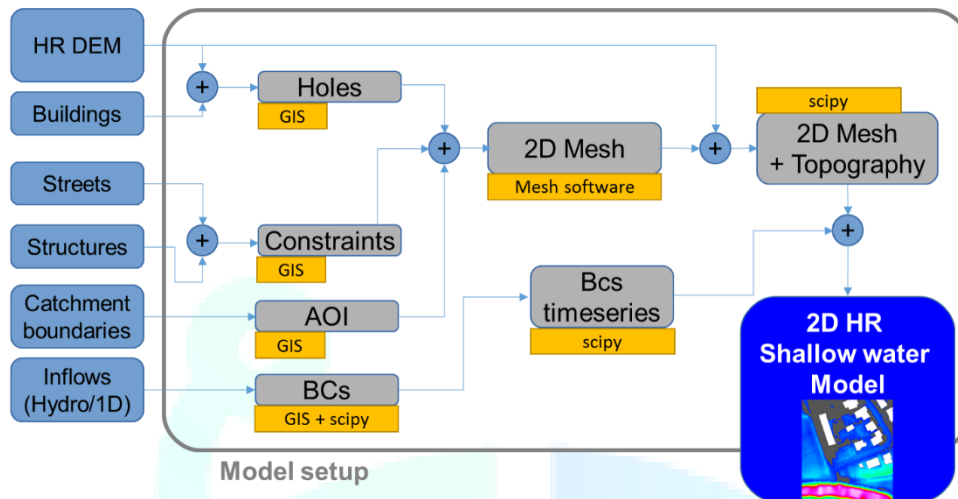 HR DEM
Buildings
Streets
Structures
Catchment
boundaries
Inflows
(Hydro/1D)
+
Holes
GIS
+
Constraints
GIS
AOI
GIS
BCs
GIS + scipy
+
2D Mesh
Mesh software
Bcs
timeseries
scipy
+
scipy
2D Mesh
+ Topography
+
2D HR
Shallow water
Model
Model setup